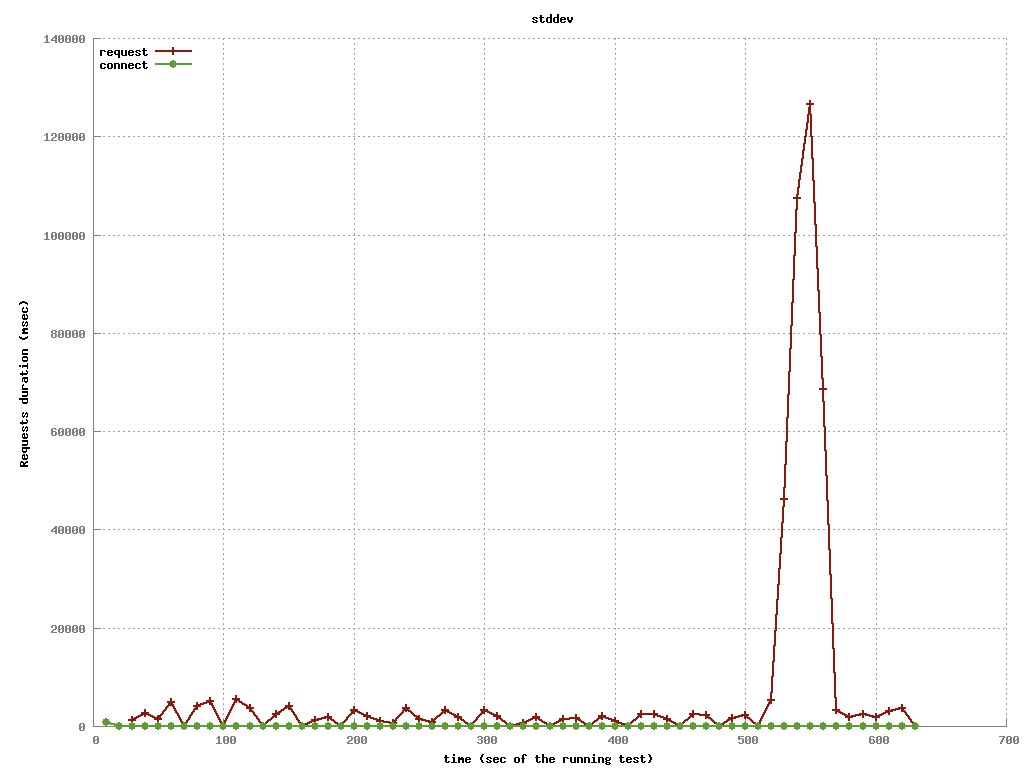 stddev
request
connect
Requests duration (msec)
140000
120000
100000
80000
60000
40000
20000
0
0 100 200 300 400 500 600 700
time (sec of the running test)